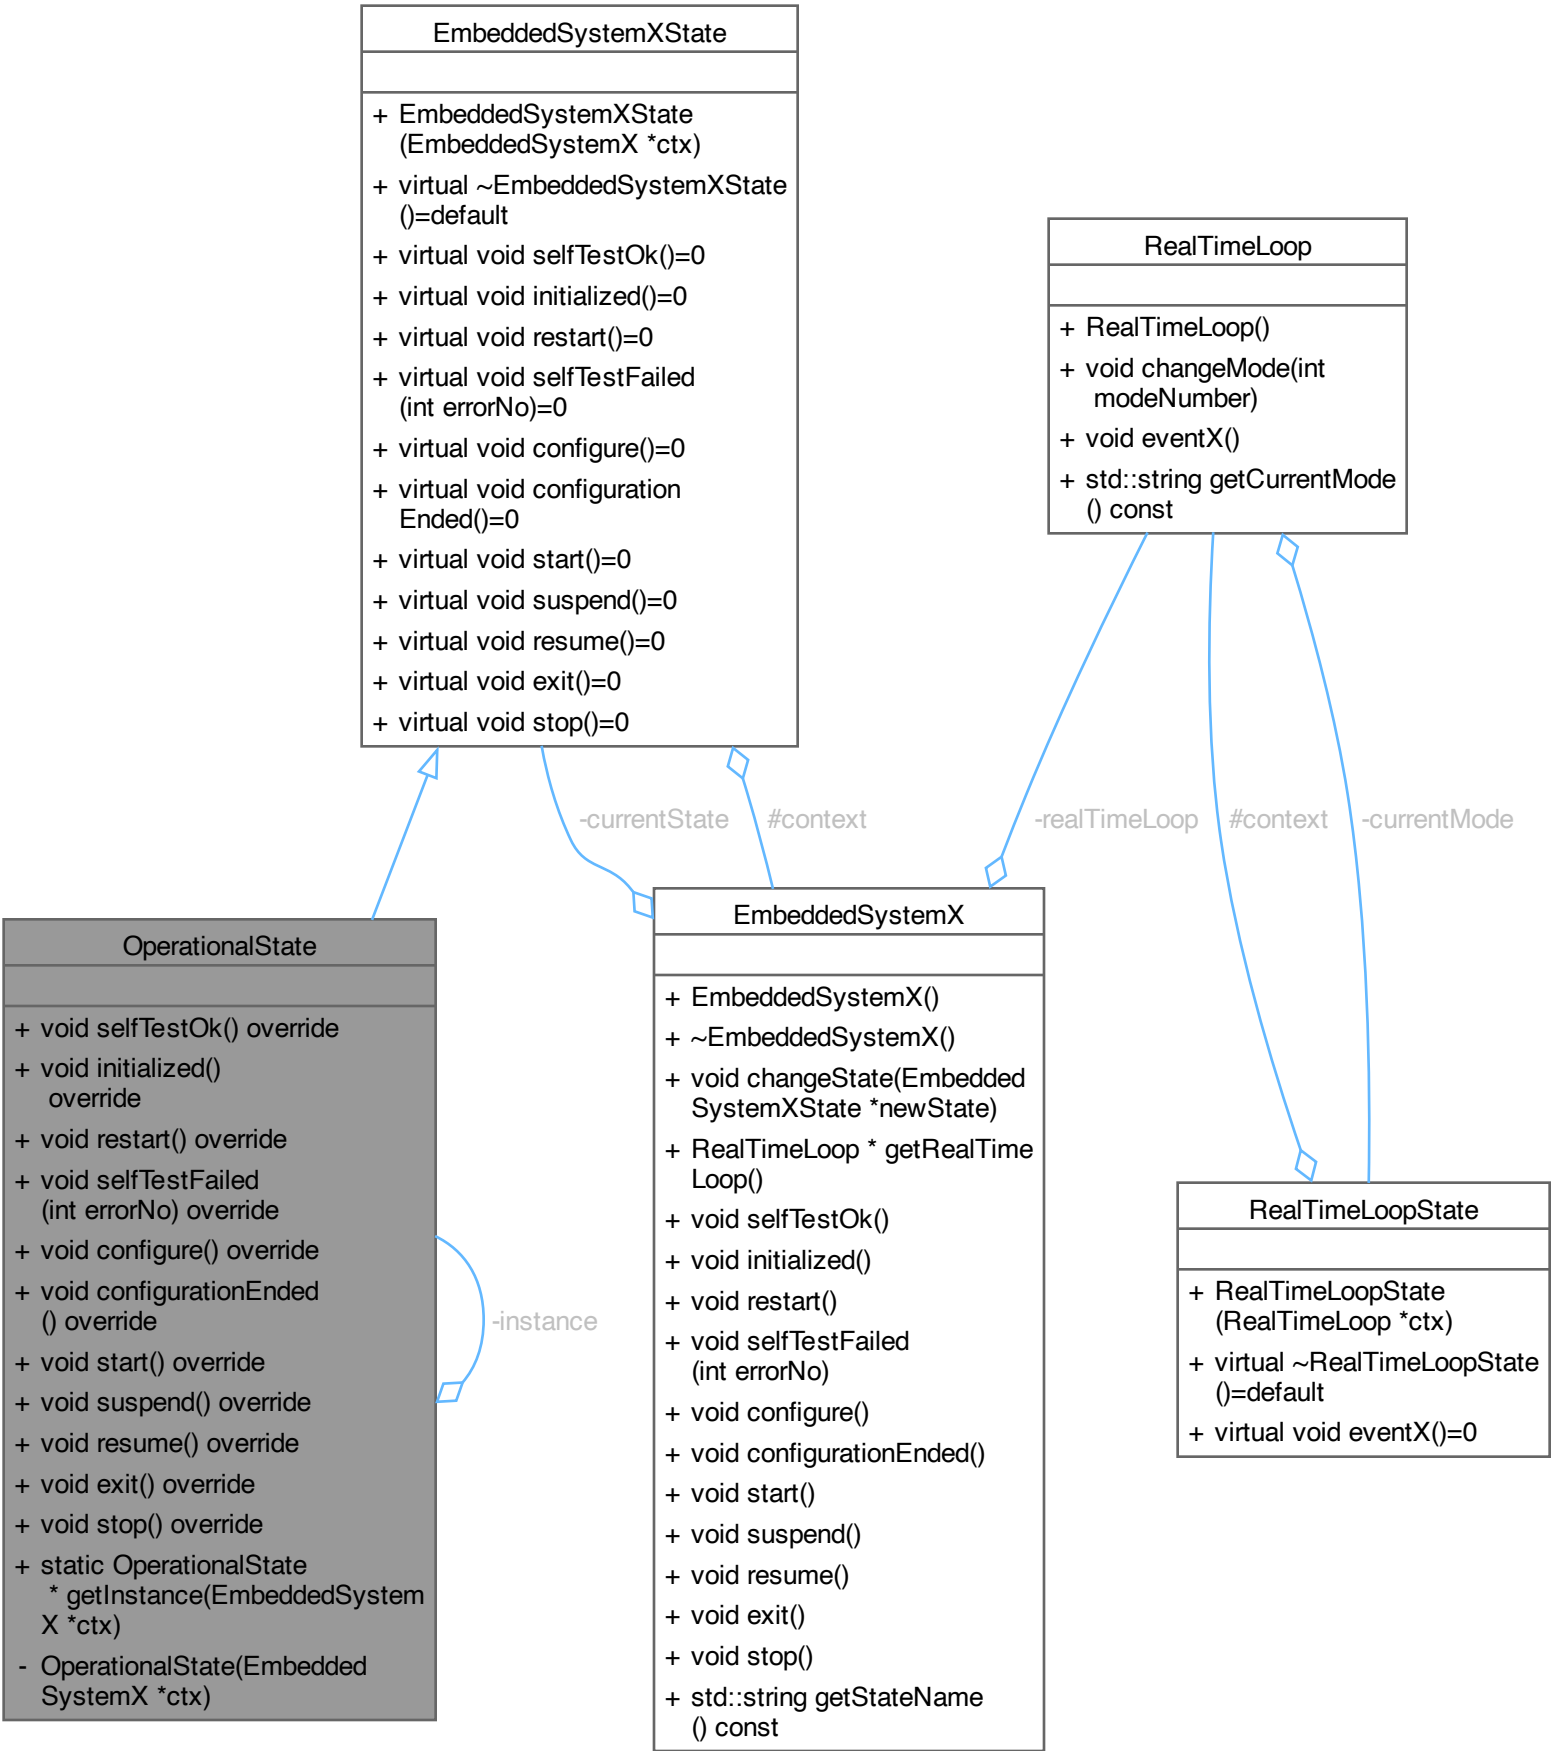 EmbeddedSystemXState
+ EmbeddedSystemXState
(EmbeddedSystemX *ctx)
+ virtual ~EmbeddedSystemXState
()=default
+ virtual void selfTestOk()=0
+ virtual void initialized()=0
+ virtual void restart()=0
+ virtual void selfTestFailed
(int errorNo)=0
+ virtual void configure()=0
+ virtual void configuration
Ended()=0
+ virtual void start()=0
+ virtual void suspend()=0
+ virtual void resume()=0
+ virtual void exit()=0
+ virtual void stop()=0
RealTimeLoop
+ RealTimeLoop()
+ void changeMode(int
modeNumber)
+ void eventX()
+ std::string getCurrentMode
() const
-currentState
#context
-realTimeLoop
#context
-currentMode
OperationalState
+ void selfTestOk() override
+ void initialized()
override
+ void restart() override
+ void selfTestFailed
(int errorNo) override
+ void configure() override
+ void configurationEnded
() override
+ void start() override
+ void suspend() override
+ void resume() override
+ void exit() override
+ void stop() override
+ static OperationalState
* getInstance(EmbeddedSystem
X *ctx)
- OperationalState(Embedded
SystemX *ctx)
-instance
EmbeddedSystemX
+ EmbeddedSystemX()
+ ~EmbeddedSystemX()
+ void changeState(Embedded
SystemXState *newState)
+ RealTimeLoop * getRealTime
Loop()
+ void selfTestOk()
+ void initialized()
+ void restart()
+ void selfTestFailed
(int errorNo)
+ void configure()
+ void configurationEnded()
+ void start()
+ void suspend()
+ void resume()
+ void exit()
+ void stop()
+ std::string getStateName
() const
RealTimeLoopState
+ RealTimeLoopState
(RealTimeLoop *ctx)
+ virtual ~RealTimeLoopState
()=default
+ virtual void eventX()=0